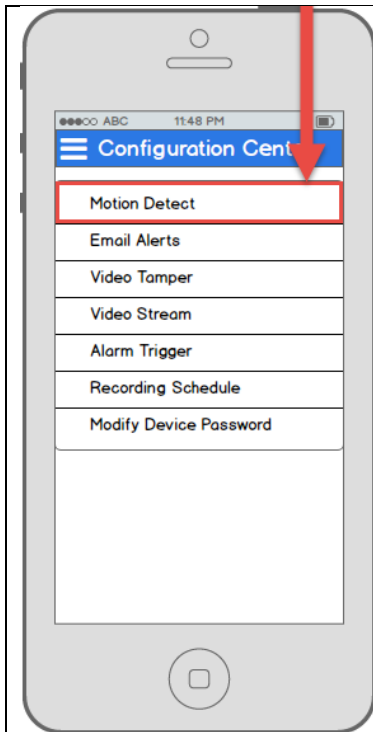 ABC 11:48 PM
Configuration Cent
Motion Detect
Email Alerts
Video Tamper
Video Stream
Alarm Trigger
Recording Schedule
Modify Device Password